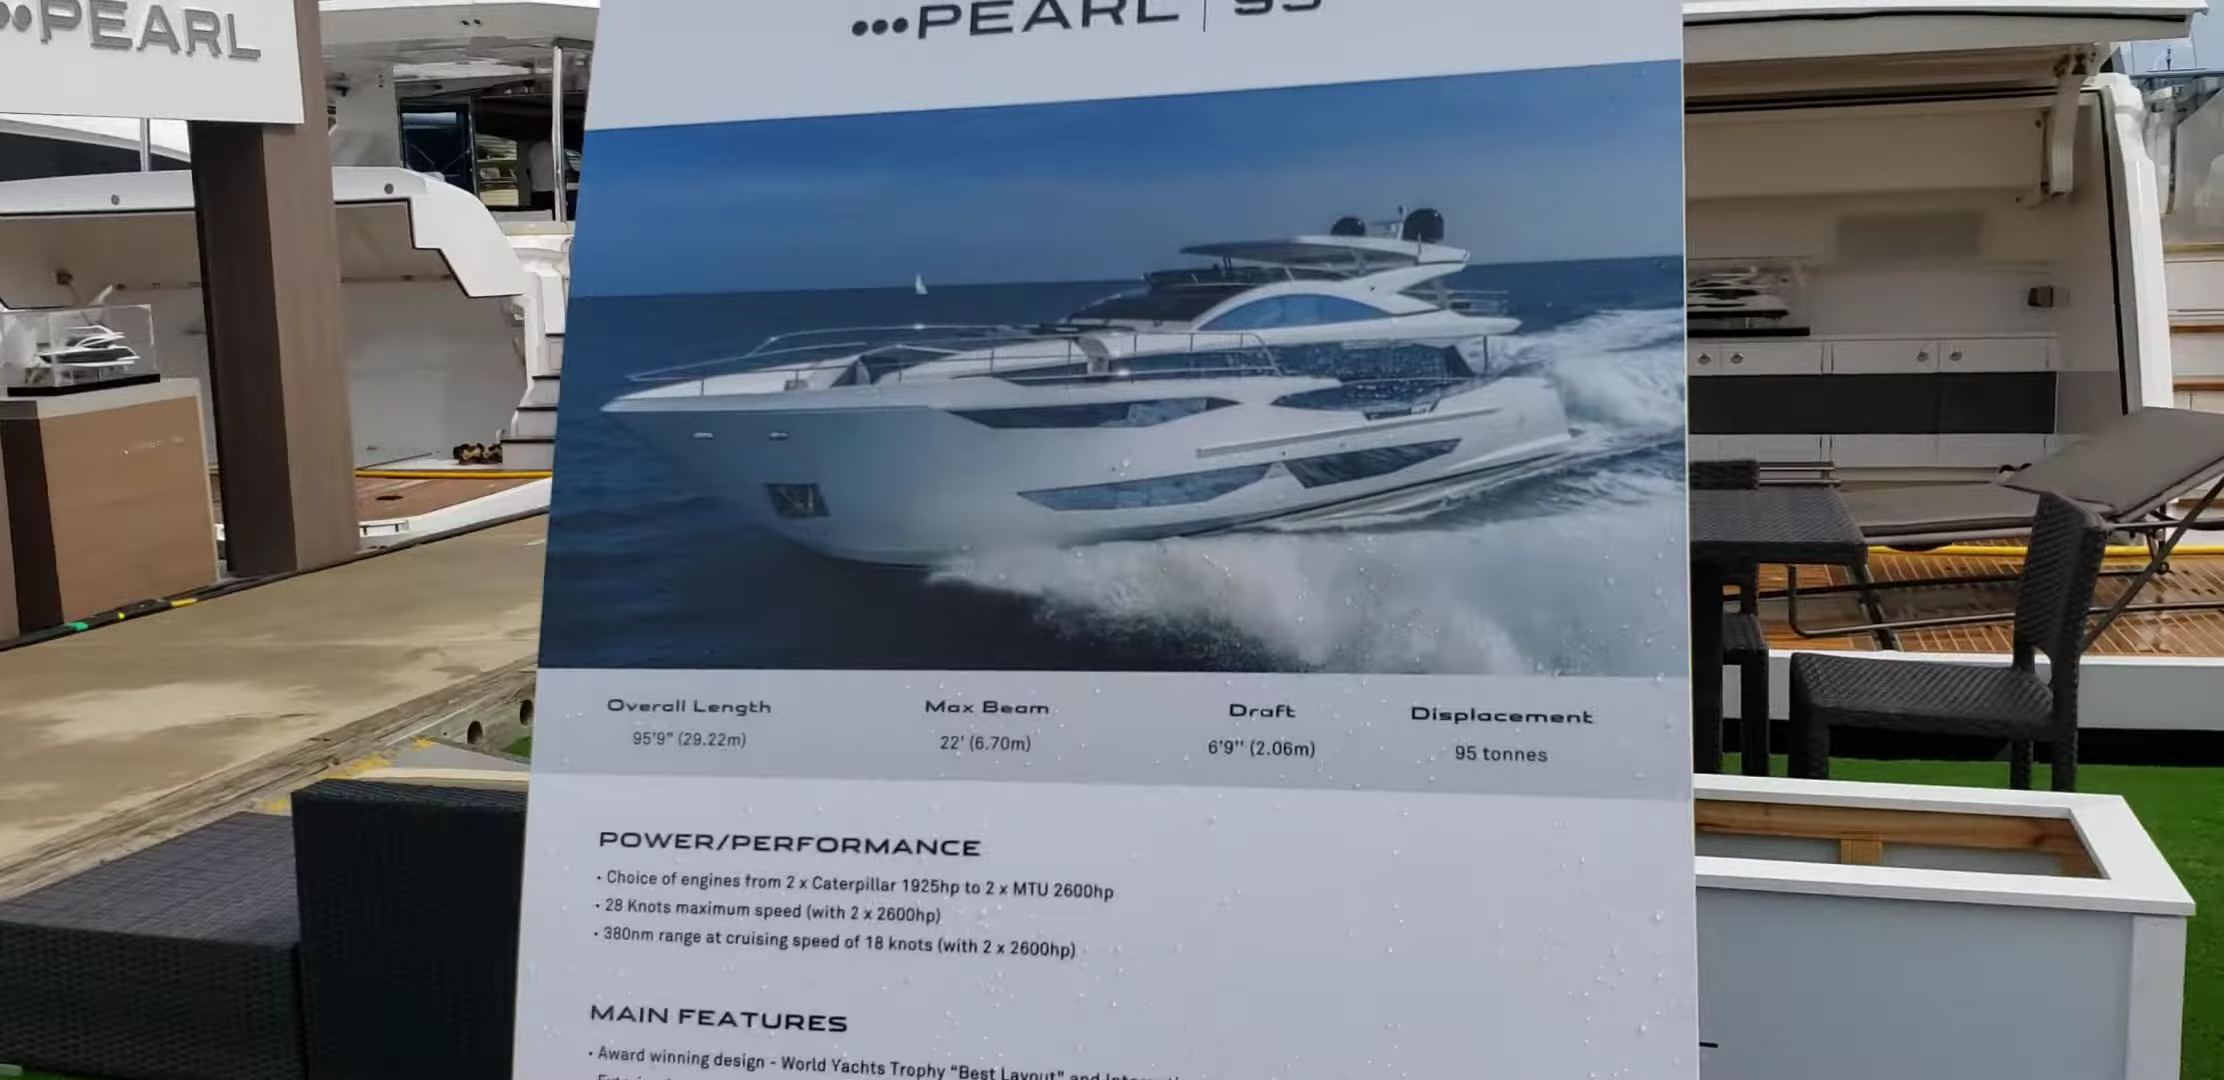 PEARL
PEARL | 95
Overall Length
95'9" (29.22m)
Max Beam
22' (6.70m)
Draft
6'9'' (2.06m)
Displacement
95 tonnes
POWER/PERFORMANCE
• Choice of engines from 2 x Caterpillar 1925hp to 2 x MTU 2600hp
• 28 Knots maximum speed (with 2 x 2600hp)
• 380nm range at cruising speed of 18 knots (with 2 x 2600hp)
MAIN FEATURES
• Award winning design - World Yachts Trophy "Best Layout" and